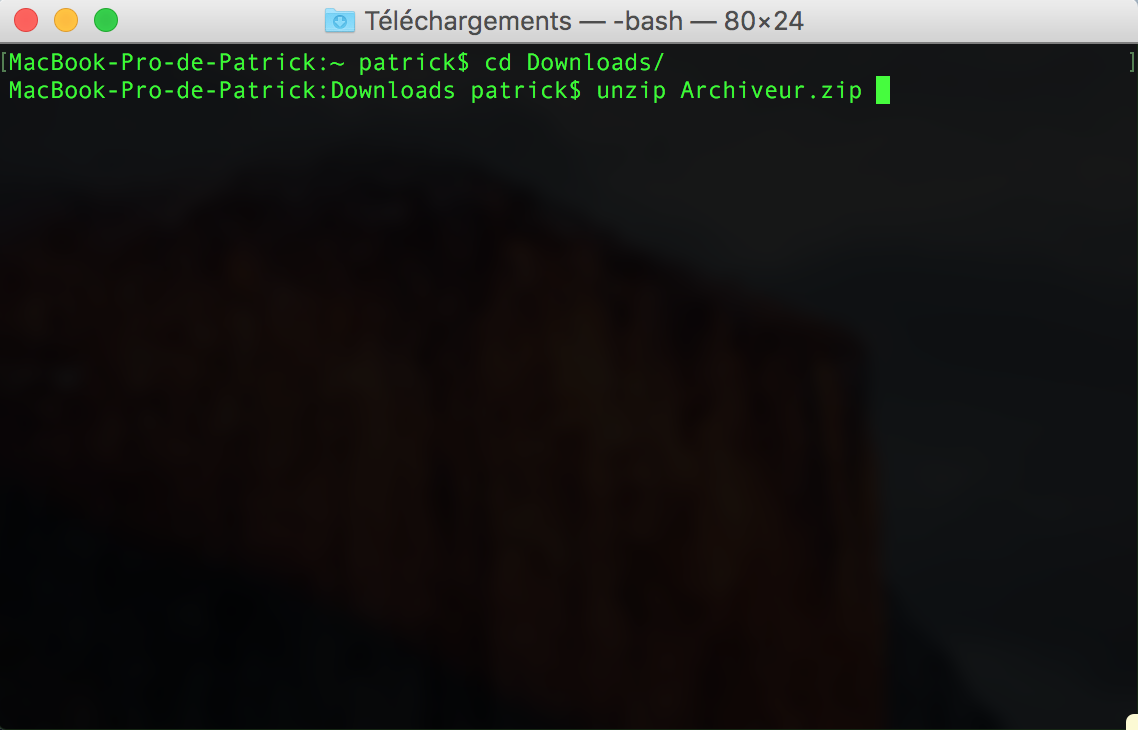 Téléchargements — -bash — 80×24
[MacBook-Pro-de-Patrick:~ patrick$ cd Downloads/ ]
MacBook-Pro-de-Patrick:Downloads patrick$ unzip Archiveur.zip